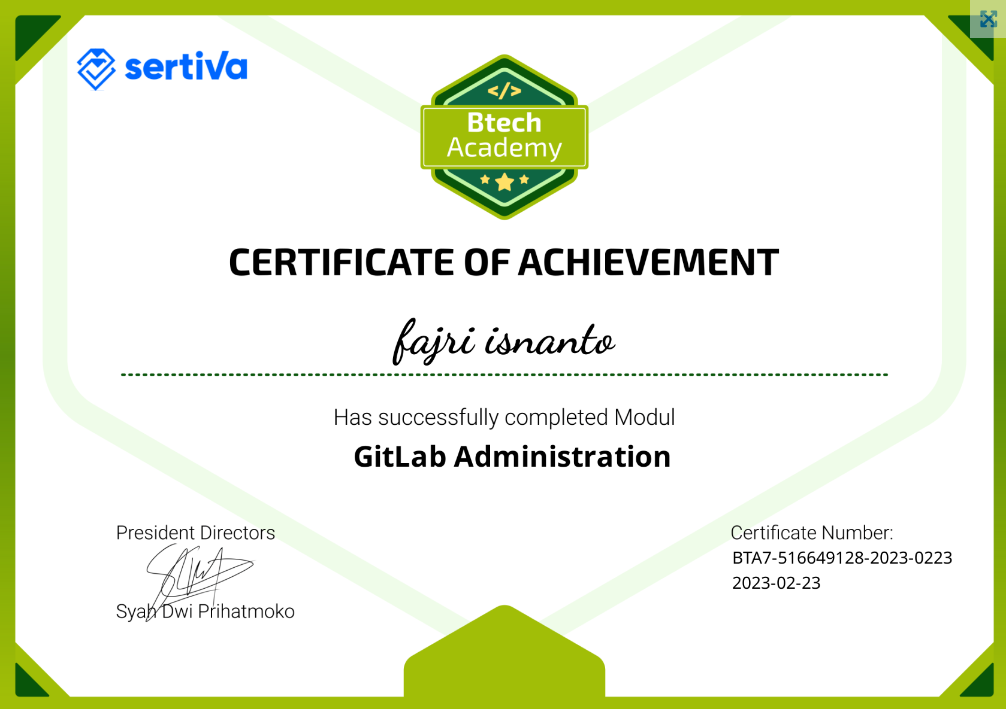 sertiva
</>
Btech
Academy
CERTIFICATE OF ACHIEVEMENT
fajri isnanto
Has successfully completed Modul
GitLab Administration
President Directors
Syah Dwi Prihatmoko
Certificate Number:
BTA7-516649128-2023-0223
2023-02-23